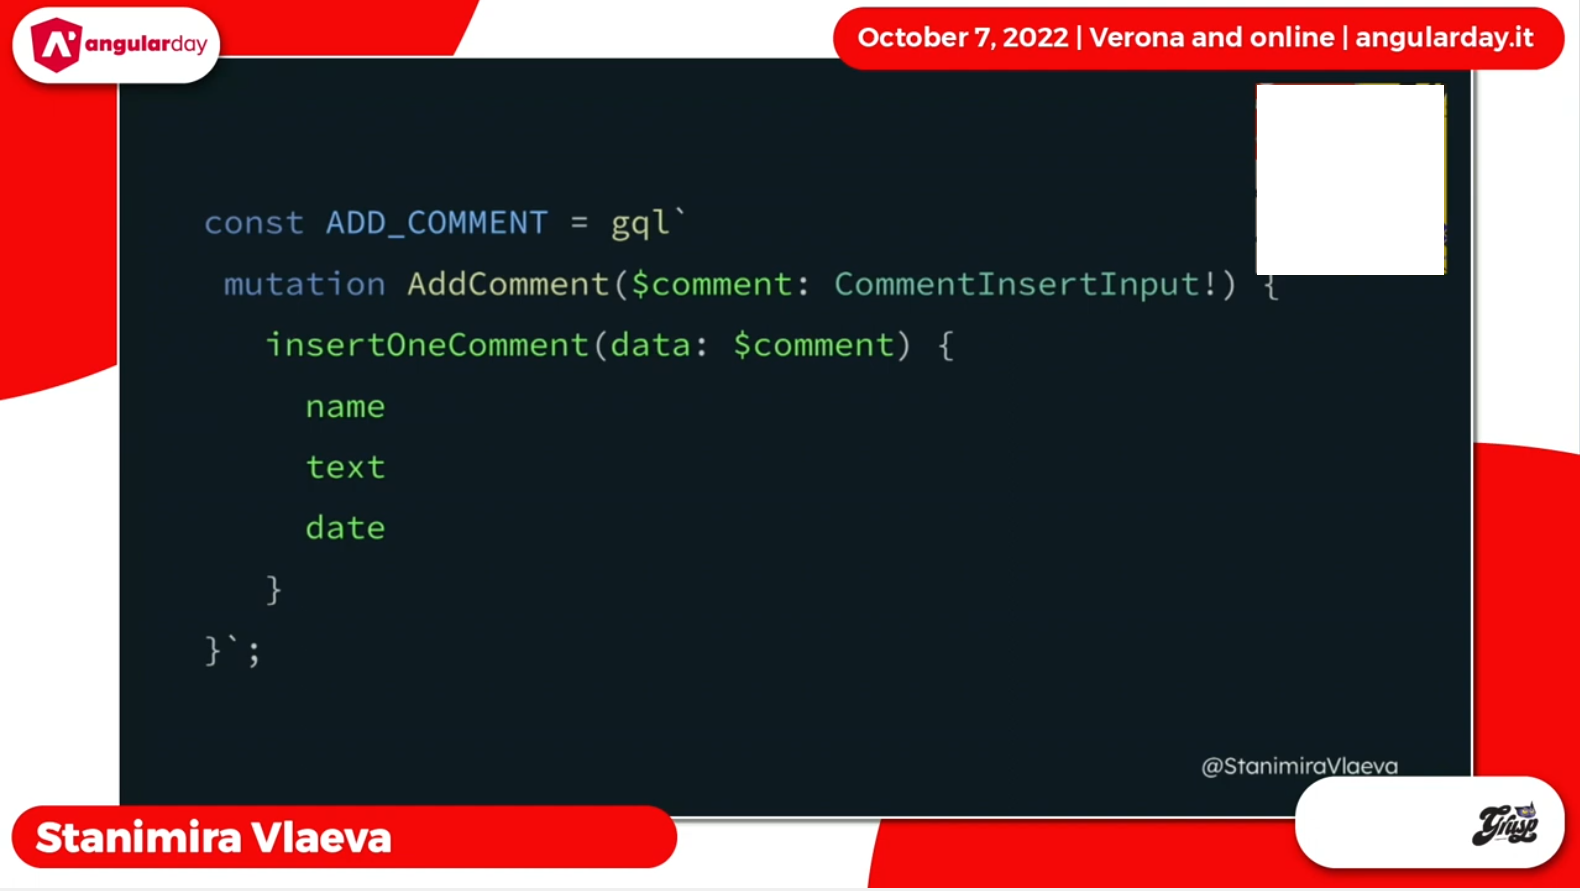 angularday
October 7, 2022 | Verona and online | angularday.it
const ADD_COMMENT = gql`
mutation AddComment($comment: CommentInsertInput!) {
insertOneComment(data: $comment) {
name
text
date
}
}`;
@StanimiraVlaeva
Stanimira Vlaeva
Grusp